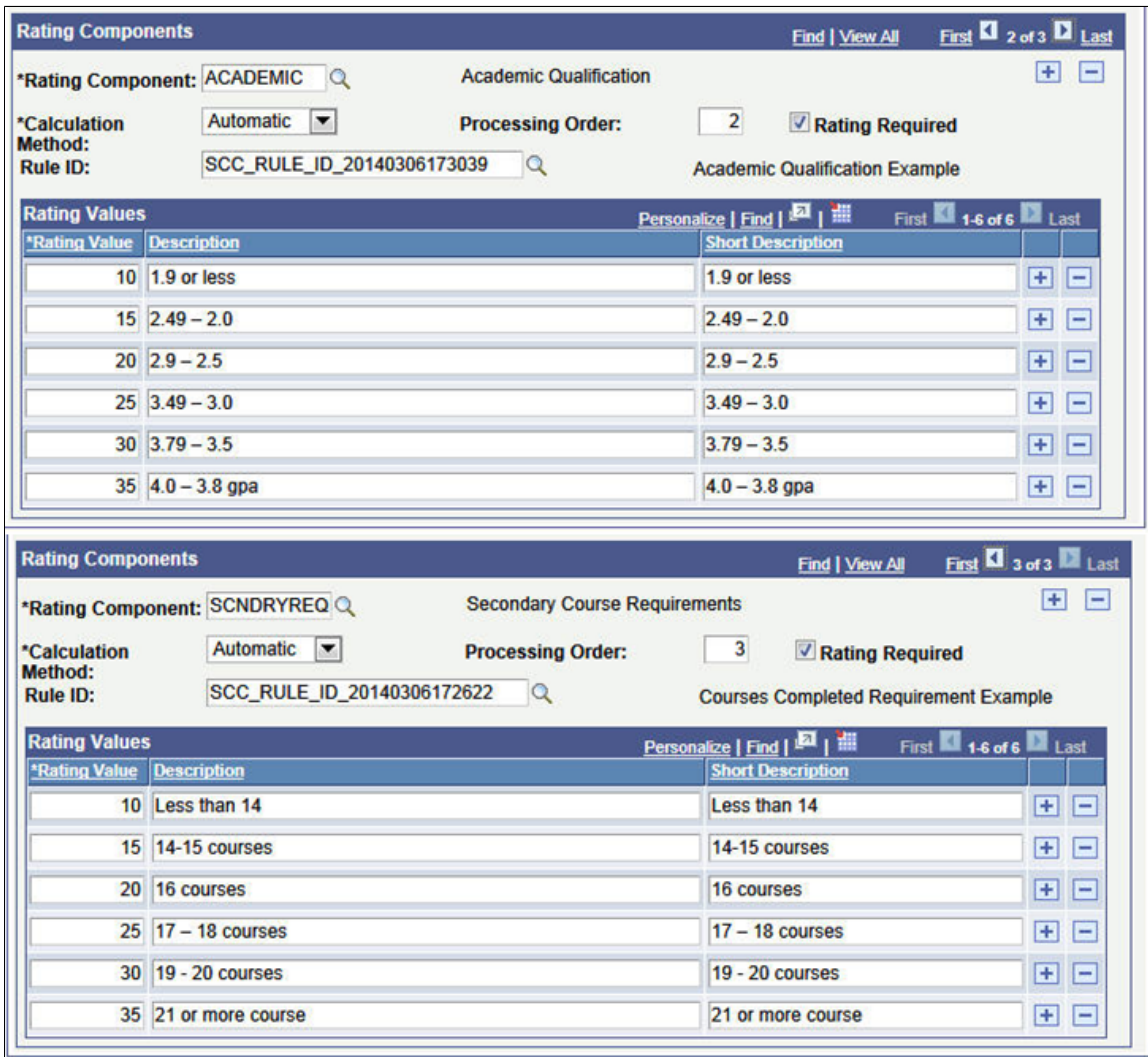 Rating Components Find | View All First 2 of 3 Last
*Rating Component: ACADEMIC Academic Qualification
*Calculation Method: Automatic Processing Order: 2 Rating Required
Rule ID: SCC_RULE_ID_20140306173039 Academic Qualification Example
Rating Values Personalize | Find | | First 1-6 of 6 Last
*Rating Value Description Short Description
10 1.9 or less 1.9 or less
15 2.49 – 2.0 2.49 – 2.0
20 2.9 – 2.5 2.9 – 2.5
25 3.49 – 3.0 3.49 – 3.0
30 3.79 – 3.5 3.79 – 3.5
35 4.0 – 3.8 gpa 4.0 – 3.8 gpa
Rating Components Find | View All First 3 of 3 Last
*Rating Component: SCNDRYREQ Secondary Course Requirements
*Calculation Method: Automatic Processing Order: 3 Rating Required
Rule ID: SCC_RULE_ID_20140306172622 Courses Completed Requirement Example
Rating Values Personalize | Find | | First 1-6 of 6 Last
*Rating Value Description Short Description
10 Less than 14 Less than 14
15 14-15 courses 14-15 courses
20 16 courses 16 courses
25 17 – 18 courses 17 – 18 courses
30 19 - 20 courses 19 - 20 courses
35 21 or more course 21 or more course